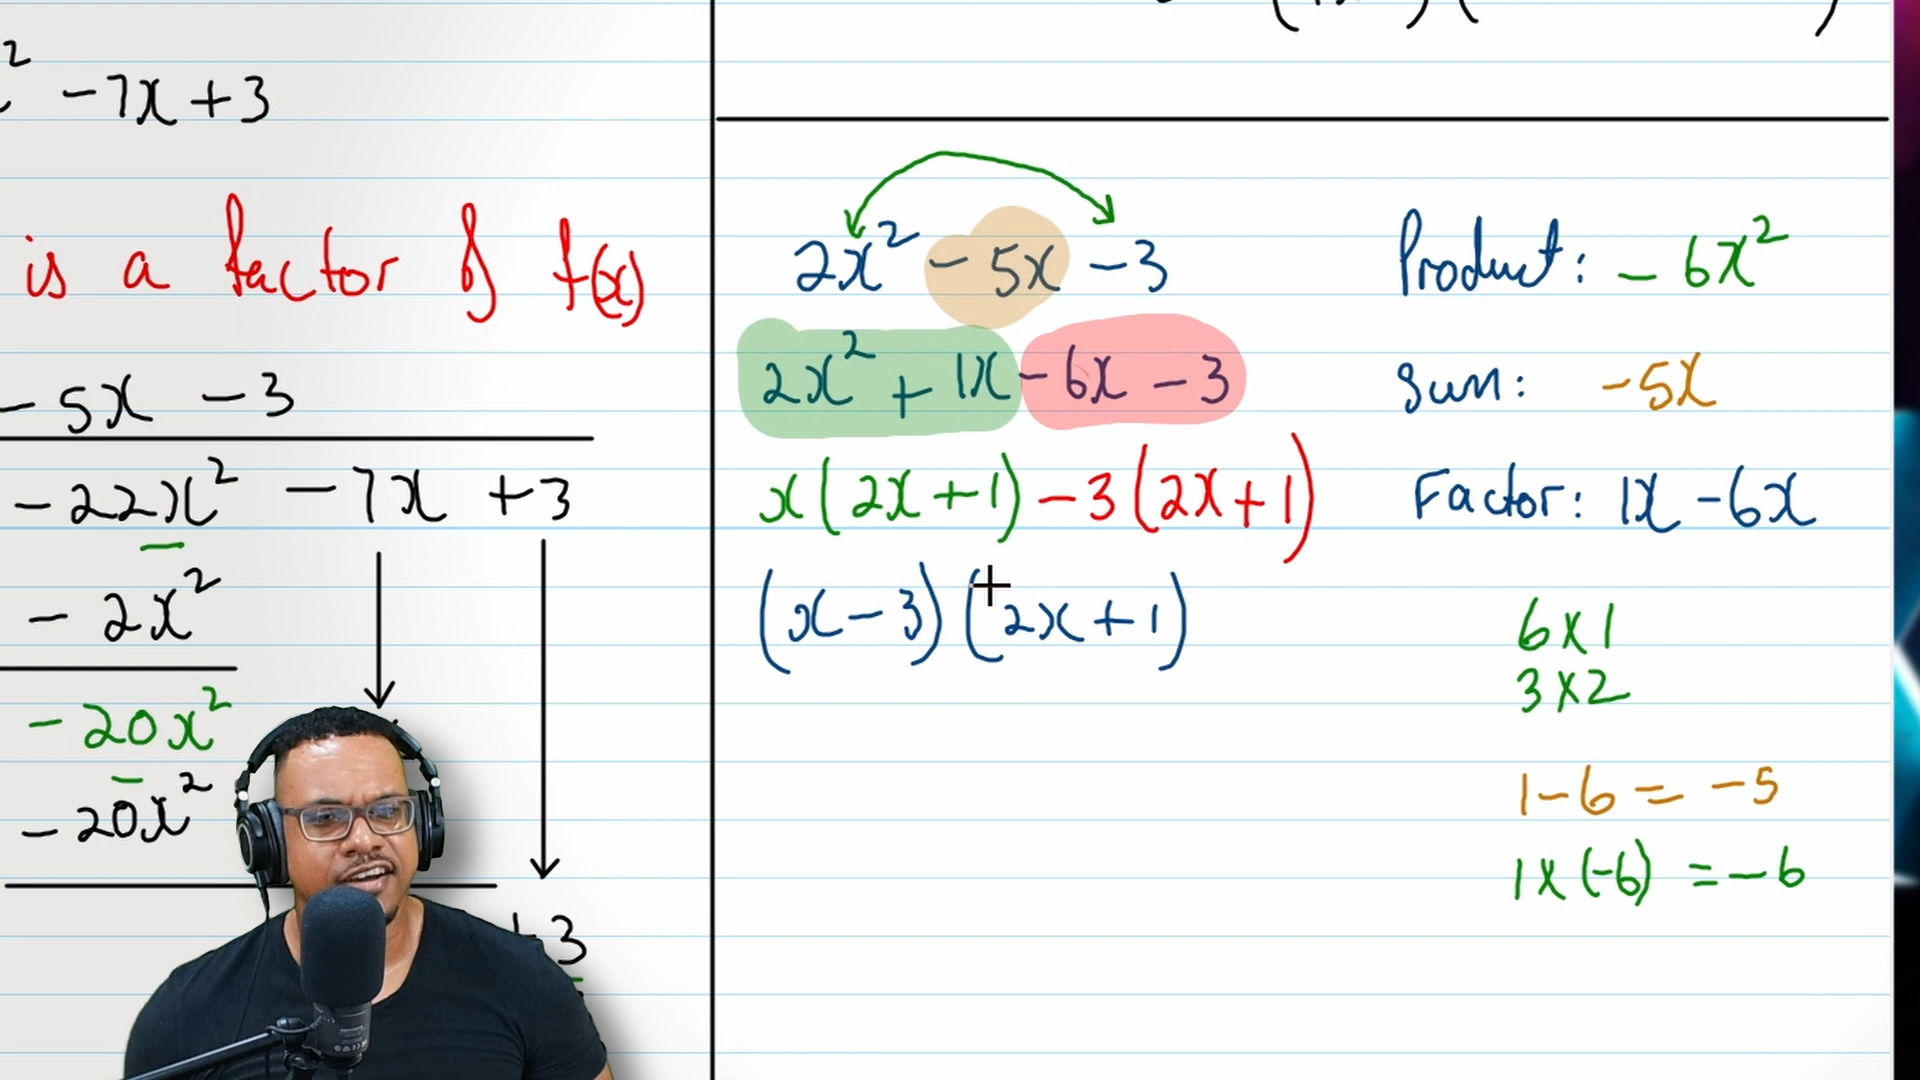 ² -7x +3
is a factor of f(x)
- 5x - 3
- 22x² - 7x + 3
- 2x²
- 20x²
- 20x²
3
2x² - 5x - 3
2x² + 1x - 6x - 3
x(2x+1) - 3(2x+1)
(x-3)(2x+1)
Product: - 6x²
Sum: -5x
Factor: 1x - 6x
6x1
3x2
1-6 = -5
1x(-6) = -6